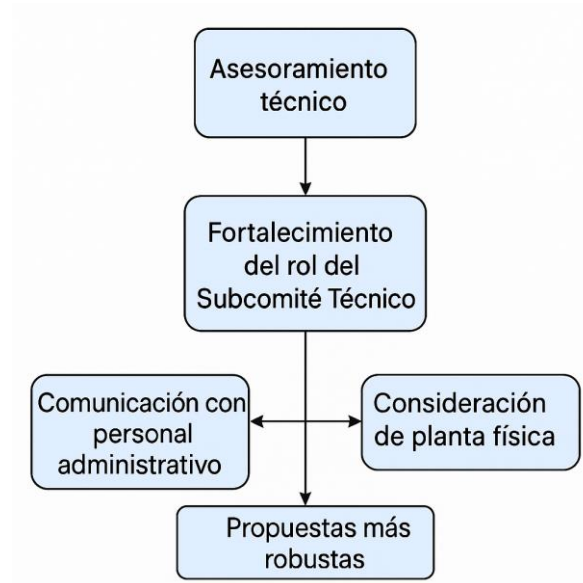 Asesoramiento
técnico
Fortalecimiento
del rol del
Subcomité Técnico
Comunicación con
personal
administrativo
Consideración
de planta física
Propuestas más
robustas